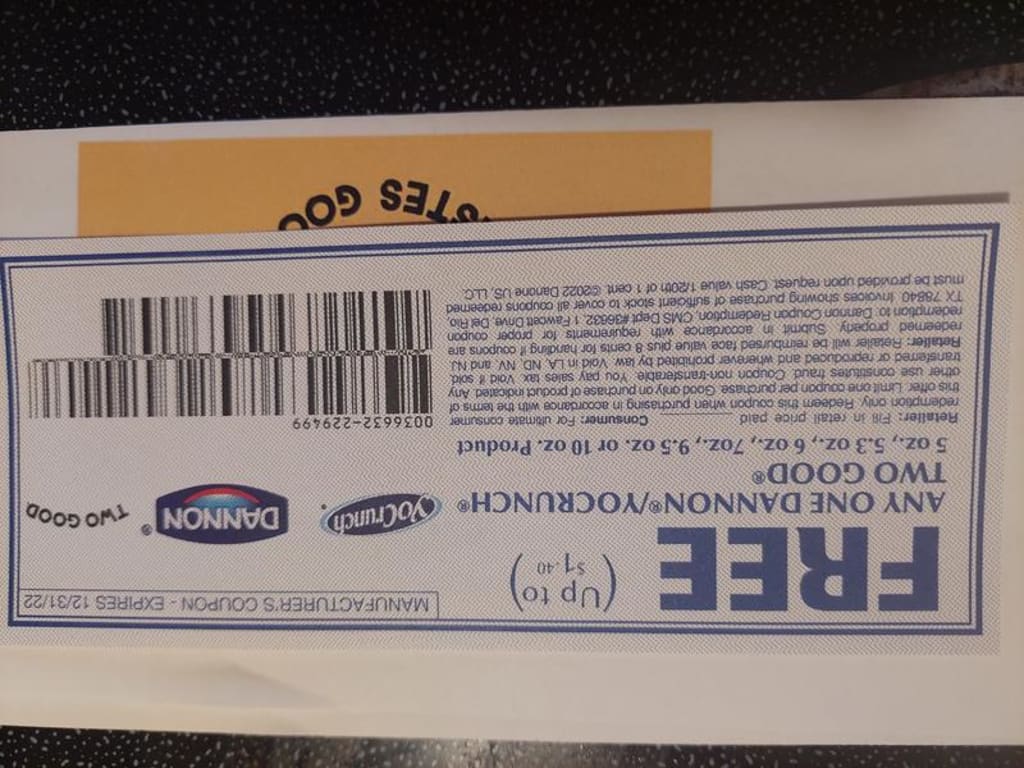 MANUFACTURER'S COUPON - EXPIRES 12/31/22
FREE (Up to $1.40)
ANY ONE DANNON®/YOCRUNCH®
TWO GOOD®
5 oz., 5.3 oz., 6 oz., 7oz., 9.5 oz. or 10 oz. Product
YoCrunch
DANNON®
TWO GOOD®
0036632-229499
Retailer: Fill in retail price paid Consumer: For ultimate consumer
redemption only. Redeem this coupon when purchasing in accordance with the terms of
this offer. Limit one coupon per purchase. Good only on purchase of product indicated. Any
other use constitutes fraud. Coupon non-transferable. You pay sales tax. Void if sold,
transferred or reproduced and wherever prohibited by law. Void in LA, ND, NV, and NJ.
Retailer: Retailer will be reimbursed face value plus 8 cents for handling if coupons are
redeemed properly. Submit in accordance with requirements for proper coupon
redemption to: Dannon Coupon Redemption, CMS Dept #36632, 1 Fawcett Drive, Del Rio,
TX 78840. Invoices showing purchase of sufficient stock to cover all coupons redeemed
must be provided upon request. Cash value 1/20th of 1 cent. ©2022 Danone US, LLC.
STES GOO